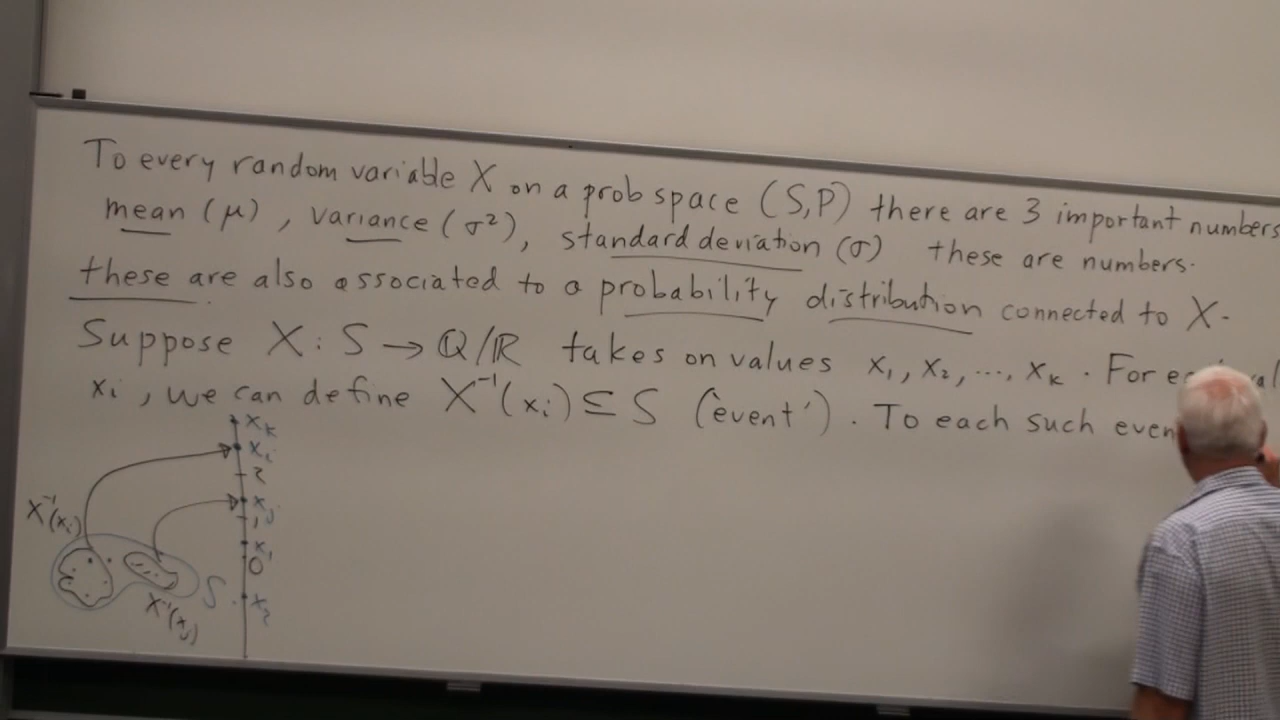 To every random variable X on a prob space (S,P) there are 3 important numbers
mean (μ), variance (σ²), standard deviation (σ) these are numbers.
these are also associated to a probability distribution connected to X.
Suppose X : S → Q/ℝ takes on values x₁, x₂, ..., xₖ. For
xᵢ, we can define X⁻¹(xᵢ) ⊆ S ('event'). To each such even
xₖ
xᵢ
2
xⱼ
1
x₁
0
x₂
X⁻¹(xᵢ)
S
X⁻¹(xⱼ)